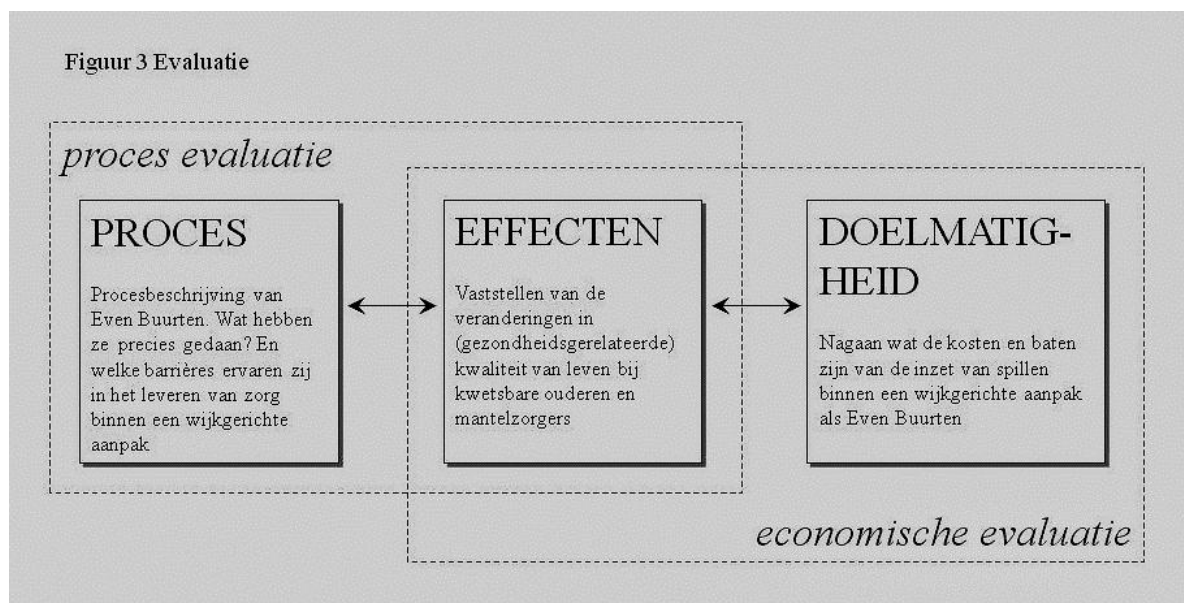 Figuur 3 Evaluatie
proces evaluatie
PROCES
Procesbeschrijving van
Even Buurten. Wat hebben
ze precies gedaan? En
welke barrières ervaren zij
in het leveren van zorg
binnen een wijkgerichte
aanpak
EFFECTEN
Vaststellen van de
veranderingen in
(gezondheidsgerelateerde)
kwaliteit van leven bij
kwetsbare ouderen en
mantelzorgers
DOELMATIG-
HEID
Nagaan wat de kosten en baten
zijn van de inzet van spillen
binnen een wijkgerichte aanpak
als Even Buurten
economische evaluatie